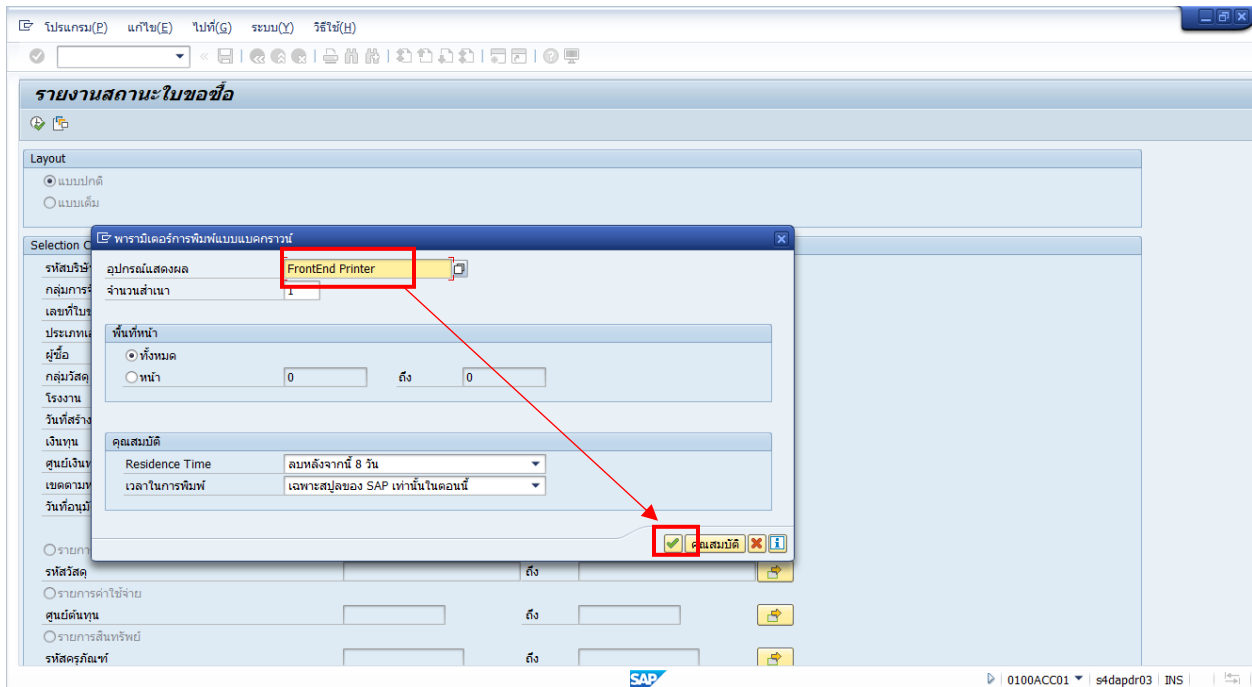 โปรแกรม(P) แก้ไข(E) ไปที่(G) ระบบ(Y) วิธีใช้(H)
รายงานสถานะใบขอซื้อ
Layout
แบบปกติ
แบบเต็ม
Selection C
พารามิเตอร์การพิมพ์แบบแบคกราวน์
รหัสบริษั
อุปกรณ์แสดงผล FrontEnd Printer
กลุ่มการจั
จำนวนสำเนา 1
เลขที่ใบข
ประเภทเ
พื้นที่หน้า
ผู้ซื้อ
ทั้งหมด
กลุ่มวัสดุ
หน้า 0 ถึง 0
โรงงาน
วันที่สร้าง
เงินทุน
คุณสมบัติ
ศูนย์เงินท
Residence Time ลบหลังจากนี้ 8 วัน
เขตตามห
เวลาในการพิมพ์ เฉพาะสปูลของ SAP เท่านั้นในตอนนี้
วันที่อนุมั
คุณสมบัติ
รายกา
รหัสวัสดุ ถึง
รายการค่าใช้จ่าย
ศูนย์ต้นทุน ถึง
รายการสินทรัพย์
รหัสครุภัณฑ์ ถึง
SAP 0100ACC01 s4dapdr03 INS